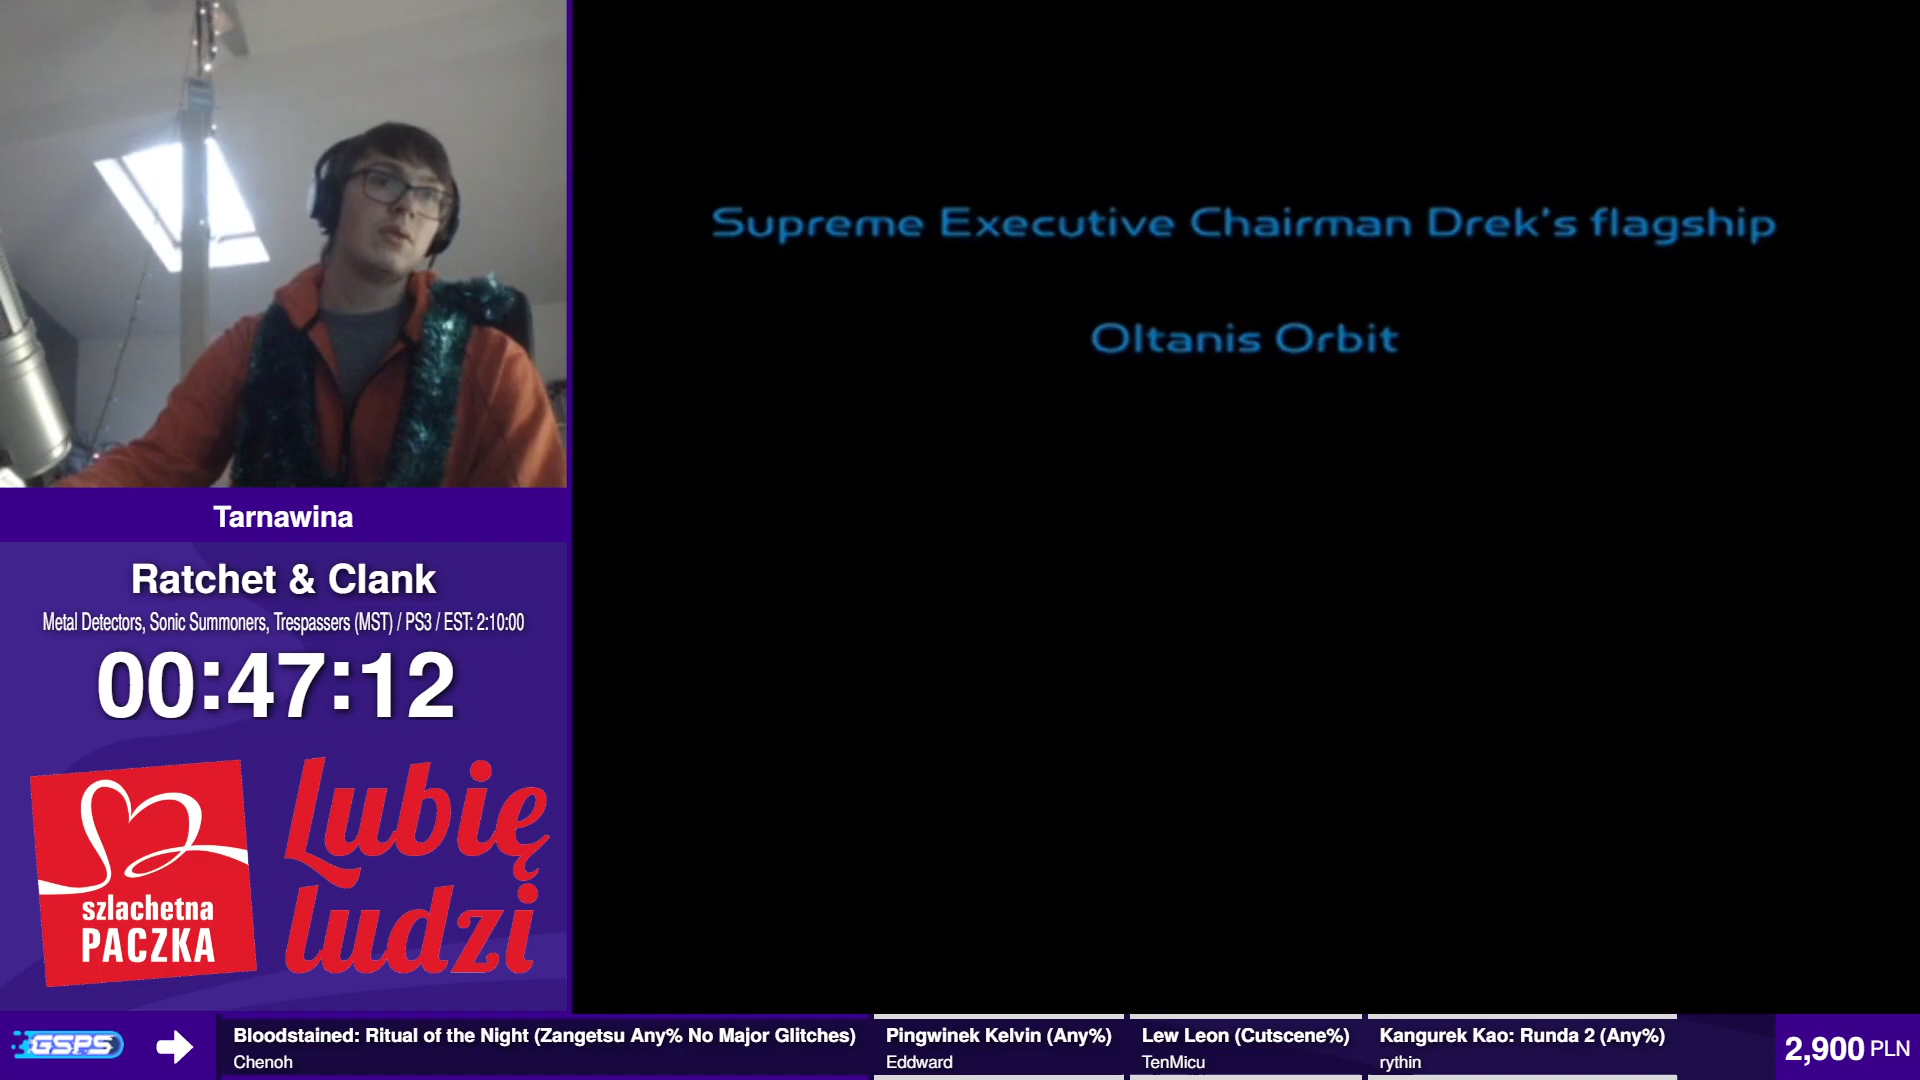 Supreme Executive Chairman Drek's flagship
Oltanis Orbit
Tarnawina
Ratchet & Clank
Metal Detectors, Sonic Summoners, Trespassers (MST) / PS3 / EST: 2:10:00
00:47:12
szlachetna
PACZKA
Lubię
ludzi
GSPS
Bloodstained: Ritual of the Night (Zangetsu Any% No Major Glitches)
Chenoh
Pingwinek Kelvin (Any%)
Eddward
Lew Leon (Cutscene%)
TenMicu
Kangurek Kao: Runda 2 (Any%)
rythin
2,900 PLN